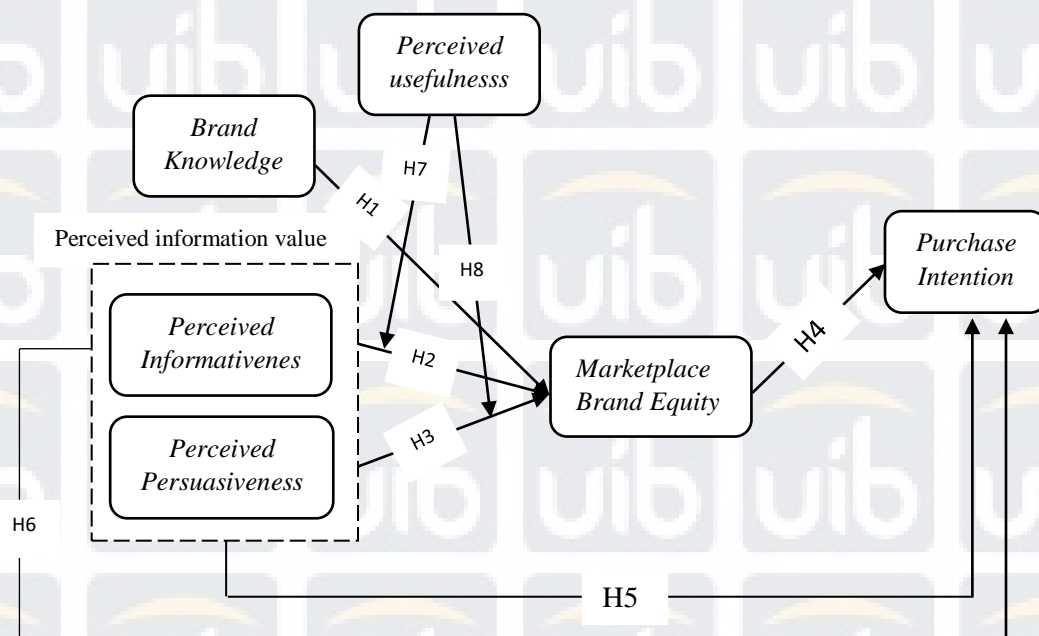 Perceived
usefulnesss
Brand
Knowledge
H7
H1
Perceived information value
H8
Purchase
Intention
Perceived
Informativenes
H2
H4
Marketplace
Brand Equity
Perceived
Persuasiveness
H3
H6
H5
uib